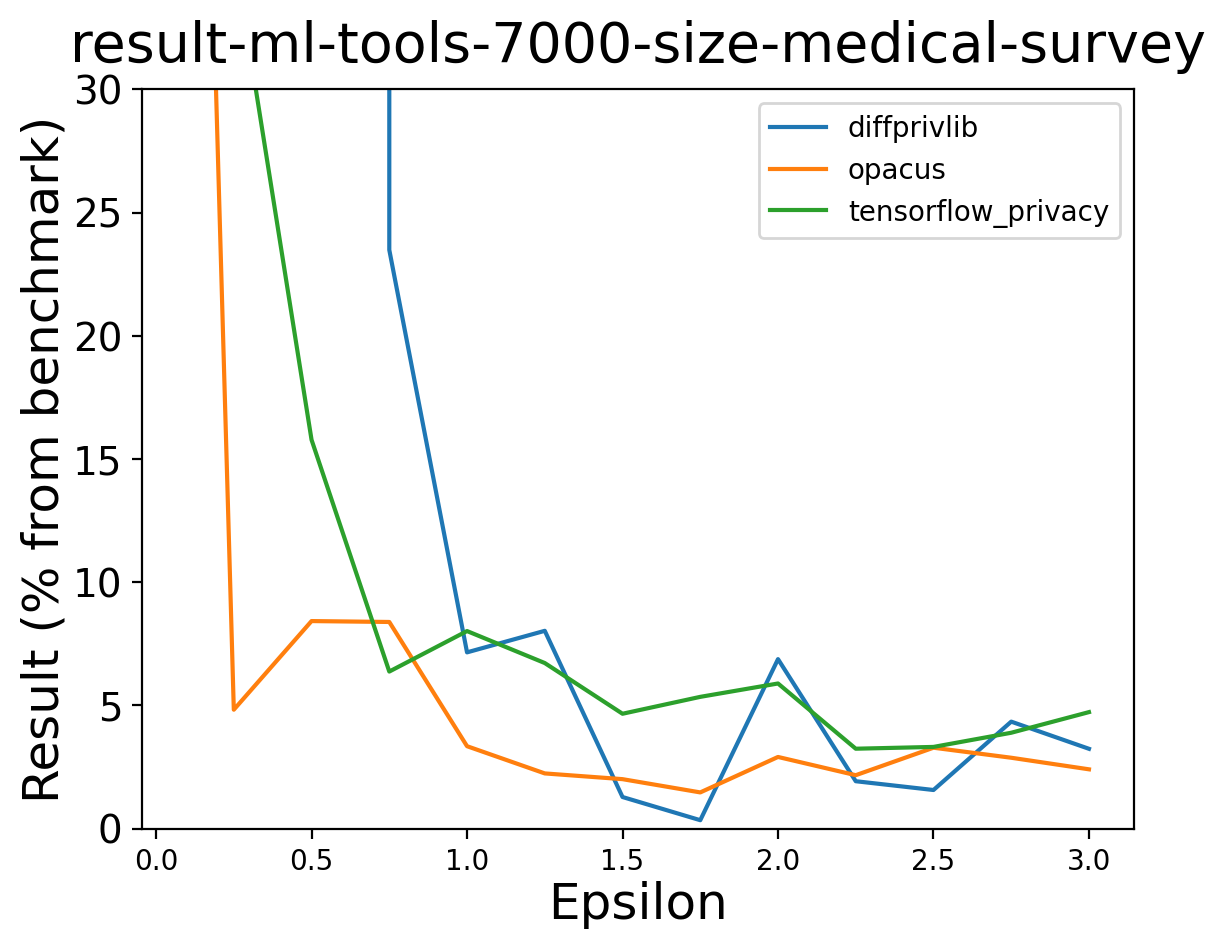 result-ml-tools-7000-size-medical-survey
Result (% from benchmark)
30
25
20
15
10
5
0
diffprivlib
opacus
tensorflow_privacy
0.0 0.5 1.0 1.5 2.0 2.5 3.0
Epsilon